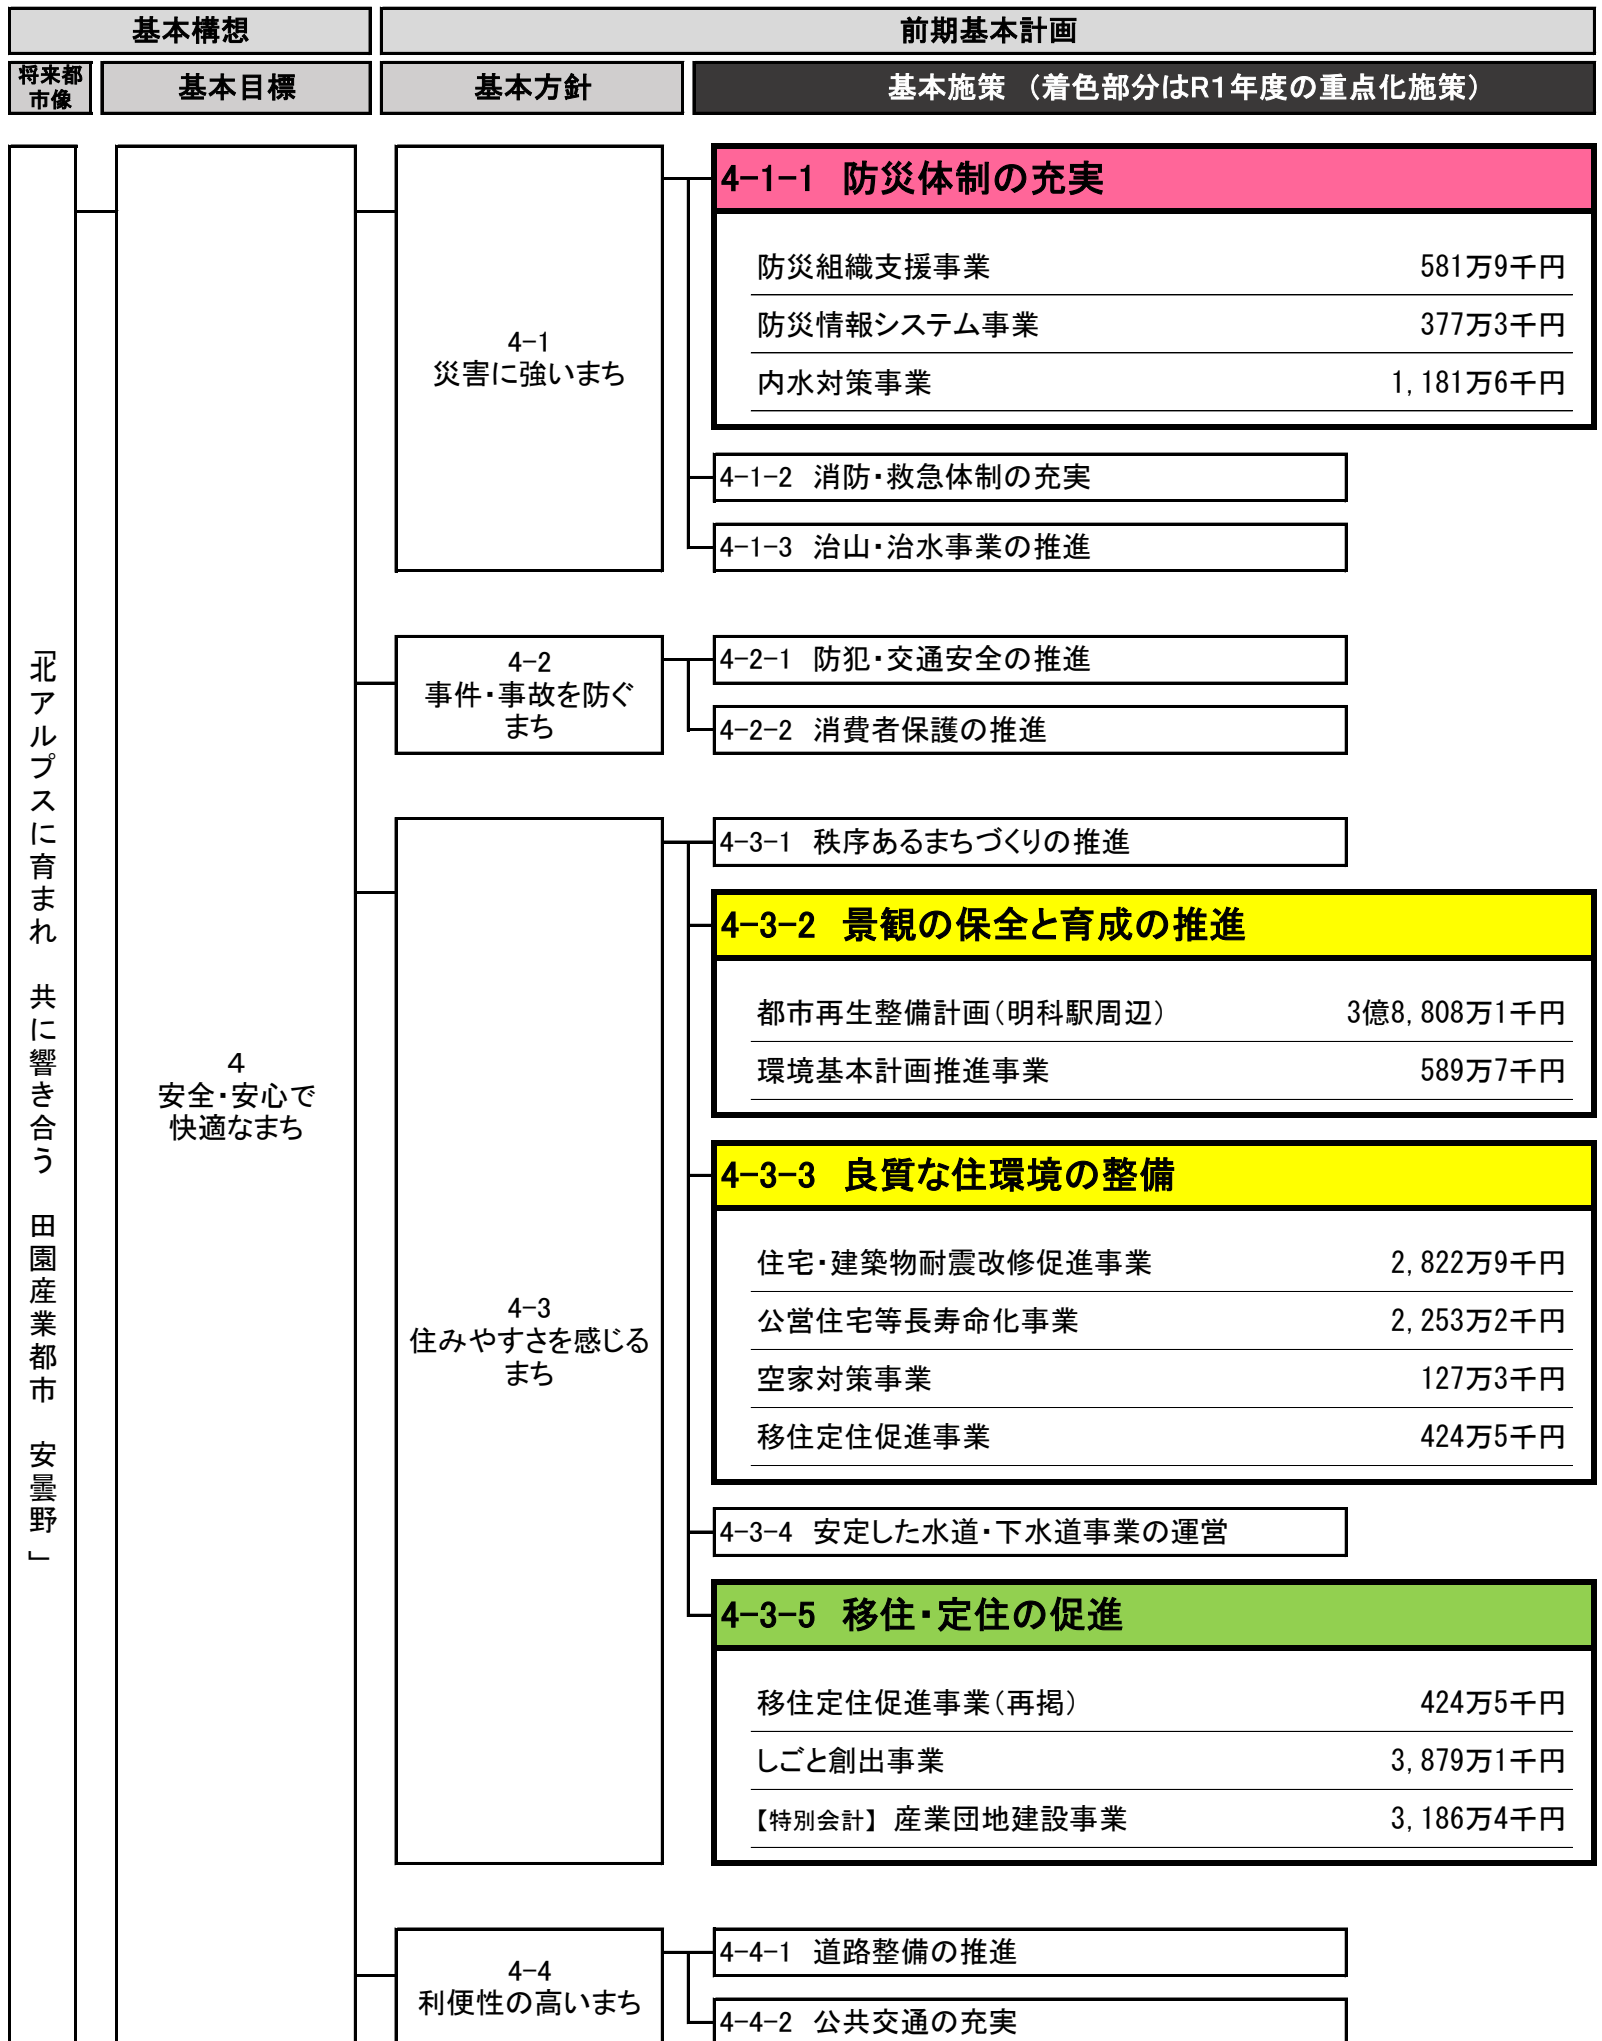 基本構想
前期基本計画
将来都
市像
基本目標
基本方針
基本施策 （着色部分はR1年度の重点化施策）
「北アルプスに育まれ 共に響き合う 田園産業都市 安曇野」
4
安全・安心で
快適なまち
4-1
災害に強いまち
4-1-1 防災体制の充実
防災組織支援事業 581万9千円
防災情報システム事業 377万3千円
内水対策事業 1,181万6千円
4-1-2 消防・救急体制の充実
4-1-3 治山・治水事業の推進
4-2
事件・事故を防ぐ
まち
4-2-1 防犯・交通安全の推進
4-2-2 消費者保護の推進
4-3
住みやすさを感じる
まち
4-3-1 秩序あるまちづくりの推進
4-3-2 景観の保全と育成の推進
都市再生整備計画（明科駅周辺） 3億8,808万1千円
環境基本計画推進事業 589万7千円
4-3-3 良質な住環境の整備
住宅・建築物耐震改修促進事業 2,822万9千円
公営住宅等長寿命化事業 2,253万2千円
空家対策事業 127万3千円
移住定住促進事業 424万5千円
4-3-4 安定した水道・下水道事業の運営
4-3-5 移住・定住の促進
移住定住促進事業（再掲） 424万5千円
しごと創出事業 3,879万1千円
【特別会計】 産業団地建設事業 3,186万4千円
4-4
利便性の高いまち
4-4-1 道路整備の推進
4-4-2 公共交通の充実